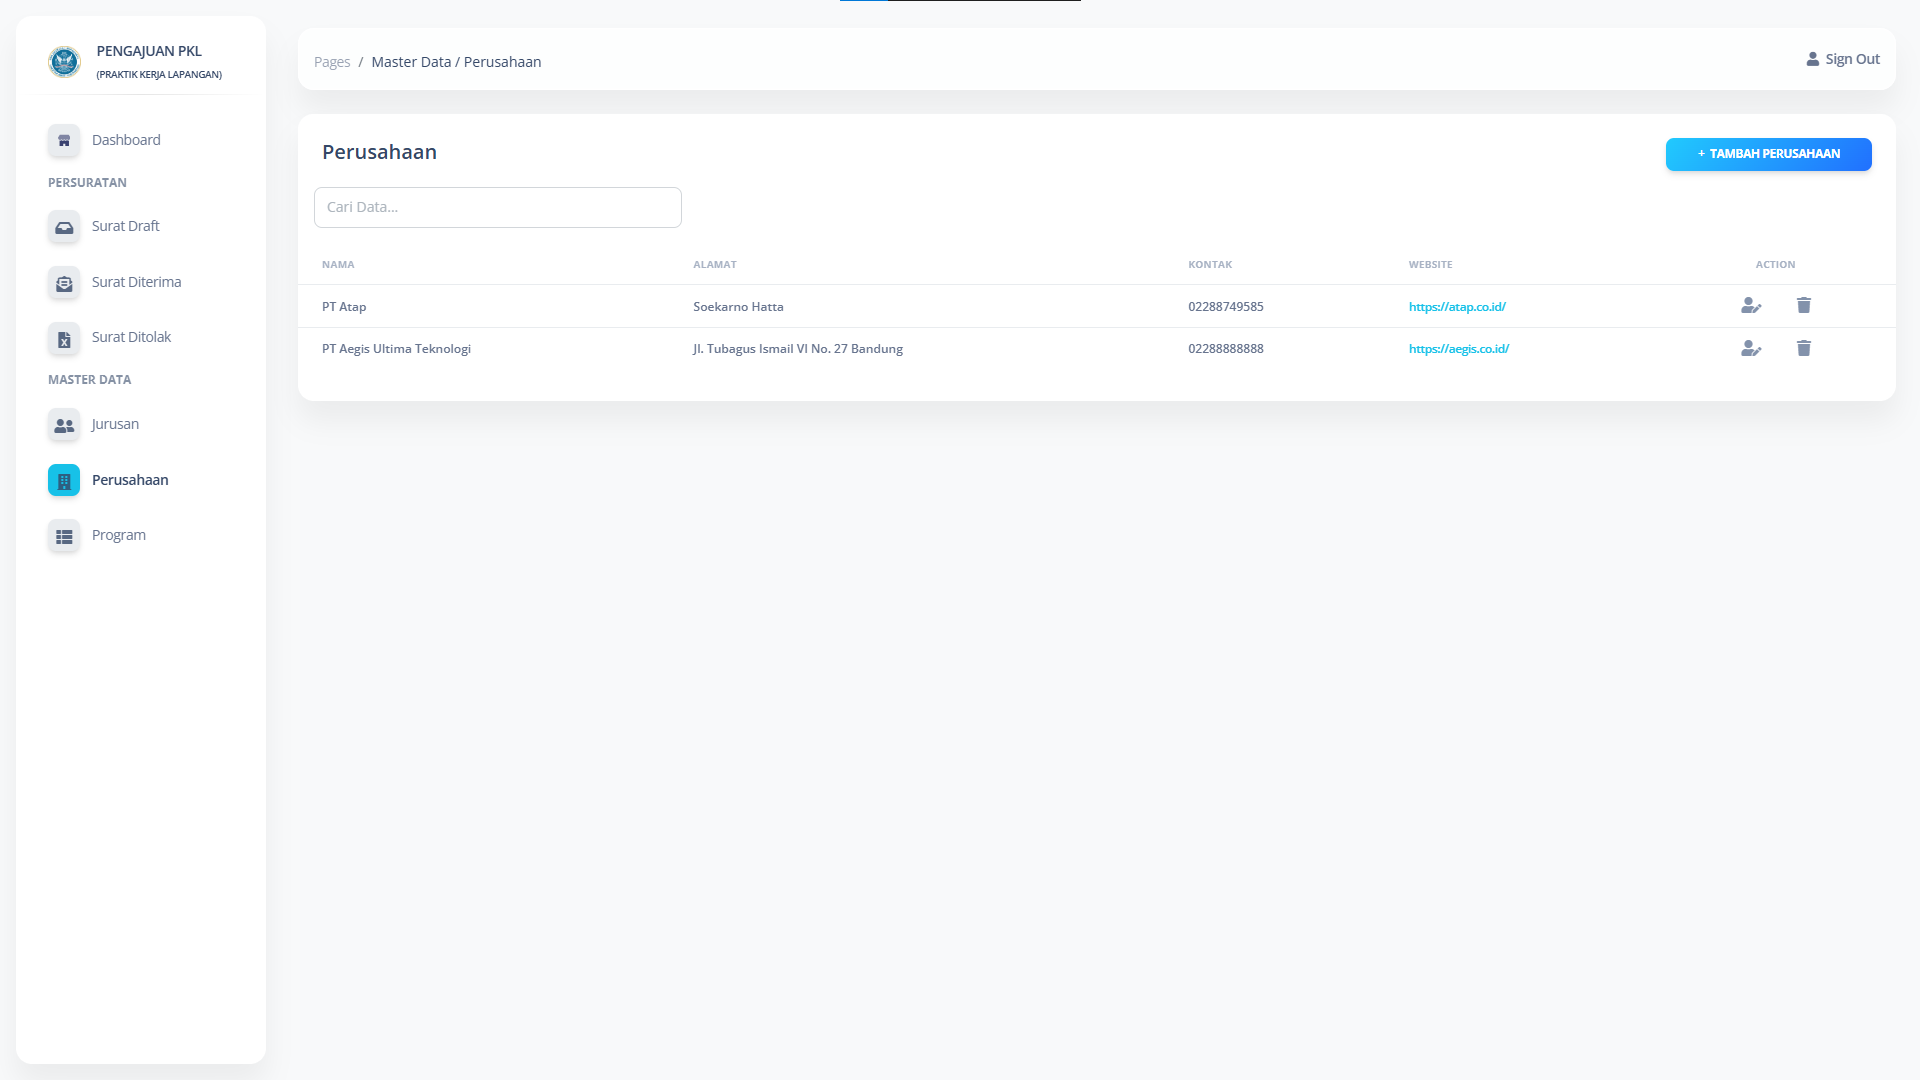 PENGAJUAN PKL
(PRAKTIK KERJA LAPANGAN)
Dashboard
PERSURATAN
Surat Draft
Surat Diterima
Surat Ditolak
MASTER DATA
Jurusan
Perusahaan
Program
Pages / Master Data / Perusahaan
Sign Out
Perusahaan
+ TAMBAH PERUSAHAAN
Cari Data...
NAMA ALAMAT KONTAK WEBSITE ACTION
PT Atap Soekarno Hatta 02288749585 https://atap.co.id/
PT Aegis Ultima Teknologi Jl. Tubagus Ismail VI No. 27 Bandung 02288888888 https://aegis.co.id/